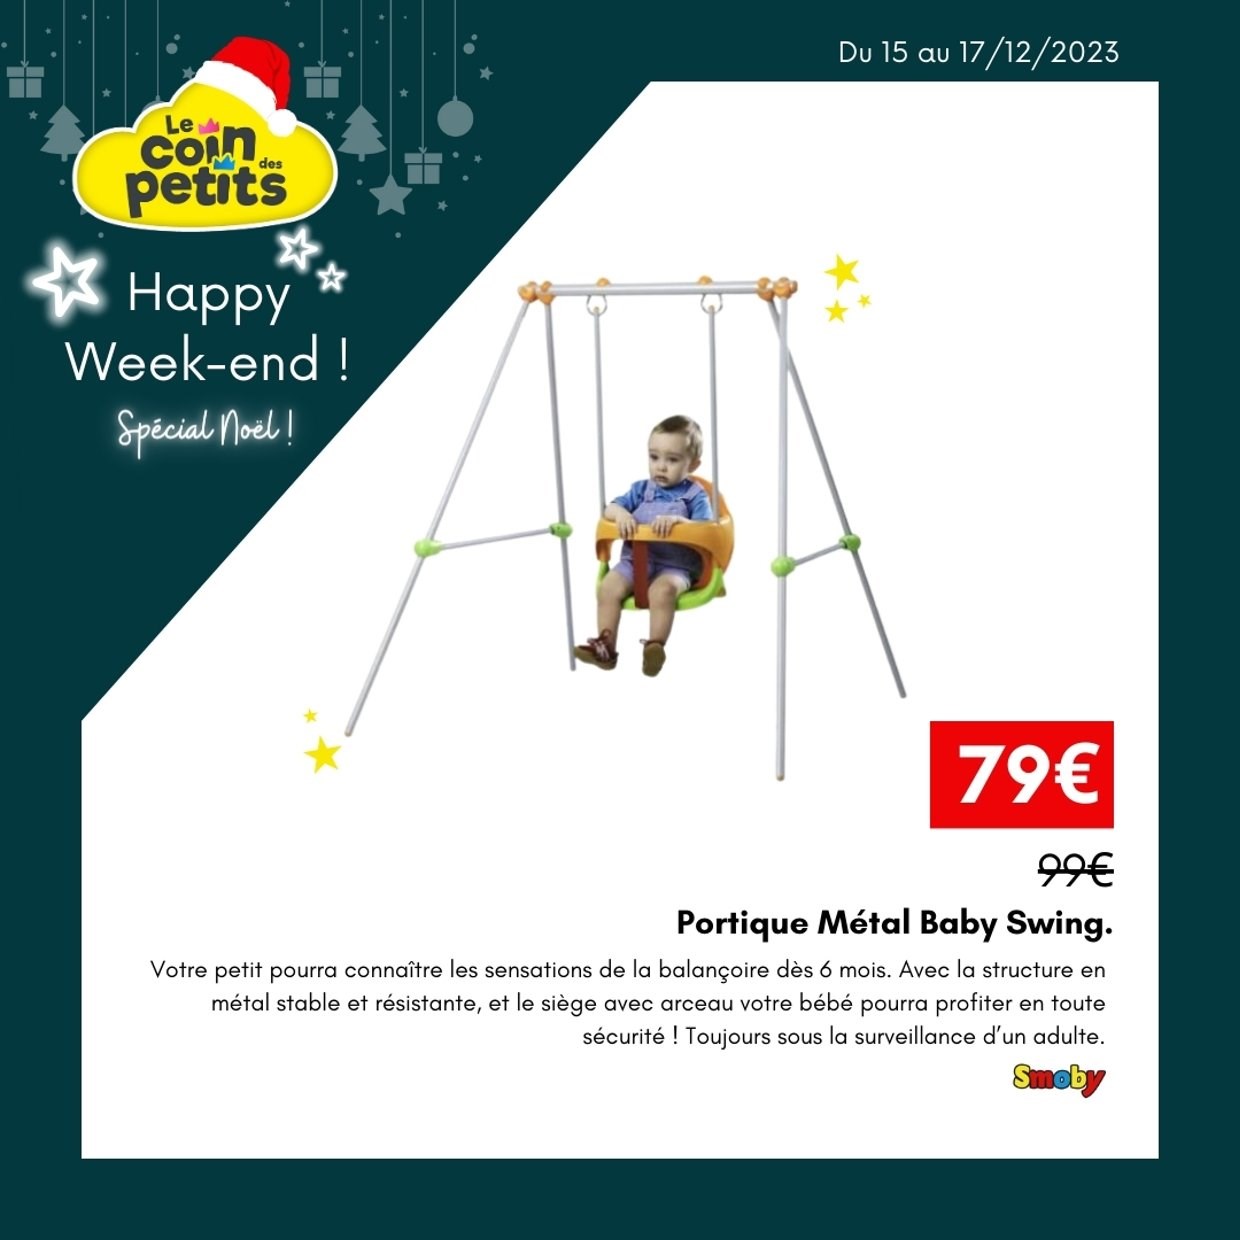 Du 15 au 17/12/2023
Le
coin
des
petits
Happy
Week-end !
Spécial Noël !
79€
99€
Portique Métal Baby Swing.
Votre petit pourra connaître les sensations de la balançoire dès 6 mois. Avec la structure en
métal stable et résistante, et le siège avec arceau votre bébé pourra profiter en toute
sécurité ! Toujours sous la surveillance d’un adulte.
Smoby